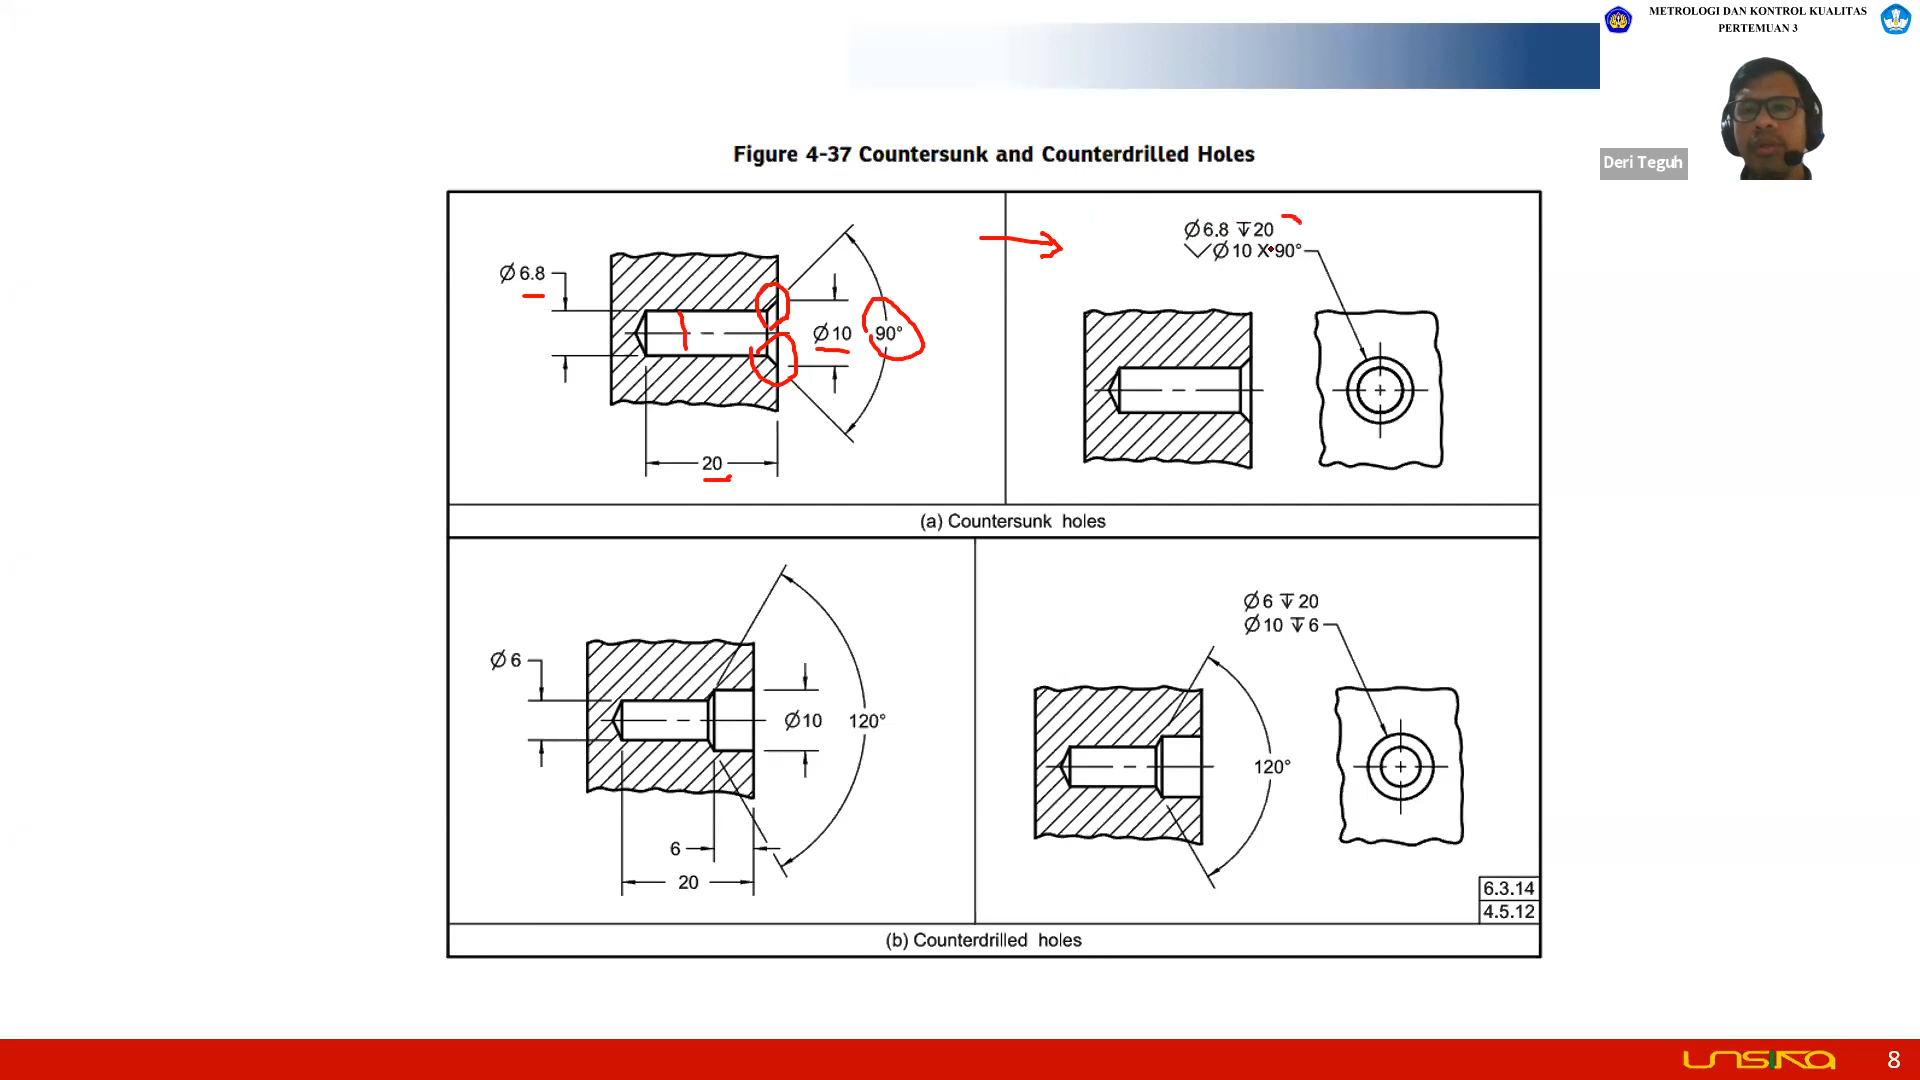 METROLOGI DAN KONTROL KUALITAS
PERTEMUAN 3
Deri Teguh
Figure 4-37 Countersunk and Counterdrilled Holes
Ø 6.8
Ø 10
90°
20
Ø 6.8 ↧ 20
⌵ Ø 10 X 90°
(a) Countersunk holes
Ø 6
Ø 10
120°
6
20
Ø 6 ↧ 20
Ø 10 ↧ 6
120°
6.3.14
4.5.12
(b) Counterdrilled holes
UNSIKA
8